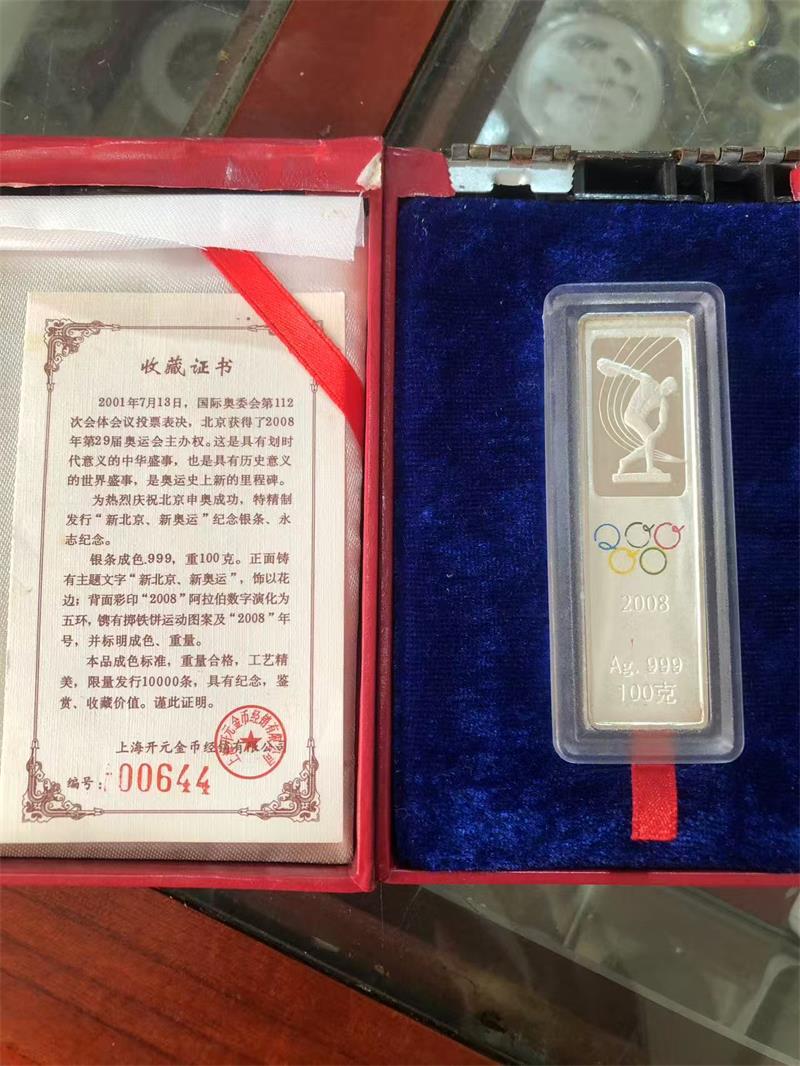 收藏证书
2001年7月13日，国际奥委会第112
次会体会议投票表决，北京获得了2008
年第29届奥运会主办权。这是具有划时
代意义的中华盛事，也是具有历史意义
的世界盛事，是奥运史上新的里程碑。
为热烈庆祝北京申奥成功，特精制
发行“新北京、新奥运”纪念银条、永
志纪念。
银条成色.999，重100克。正面铸
有主题文字“新北京、新奥运”，饰以花
边；背面彩印“2008”阿拉伯数字演化为
五环，镌有掷铁饼运动图案及“2008”年
号，并标明成色、重量。
本品成色标准，重量合格，工艺精
美，限量发行10000条，具有纪念，鉴
赏、收藏价值。谨此证明。
上海开元金币经销有限公司
上海开元金币经销有限公司
编号：00644
2008
Ag. 999
100克